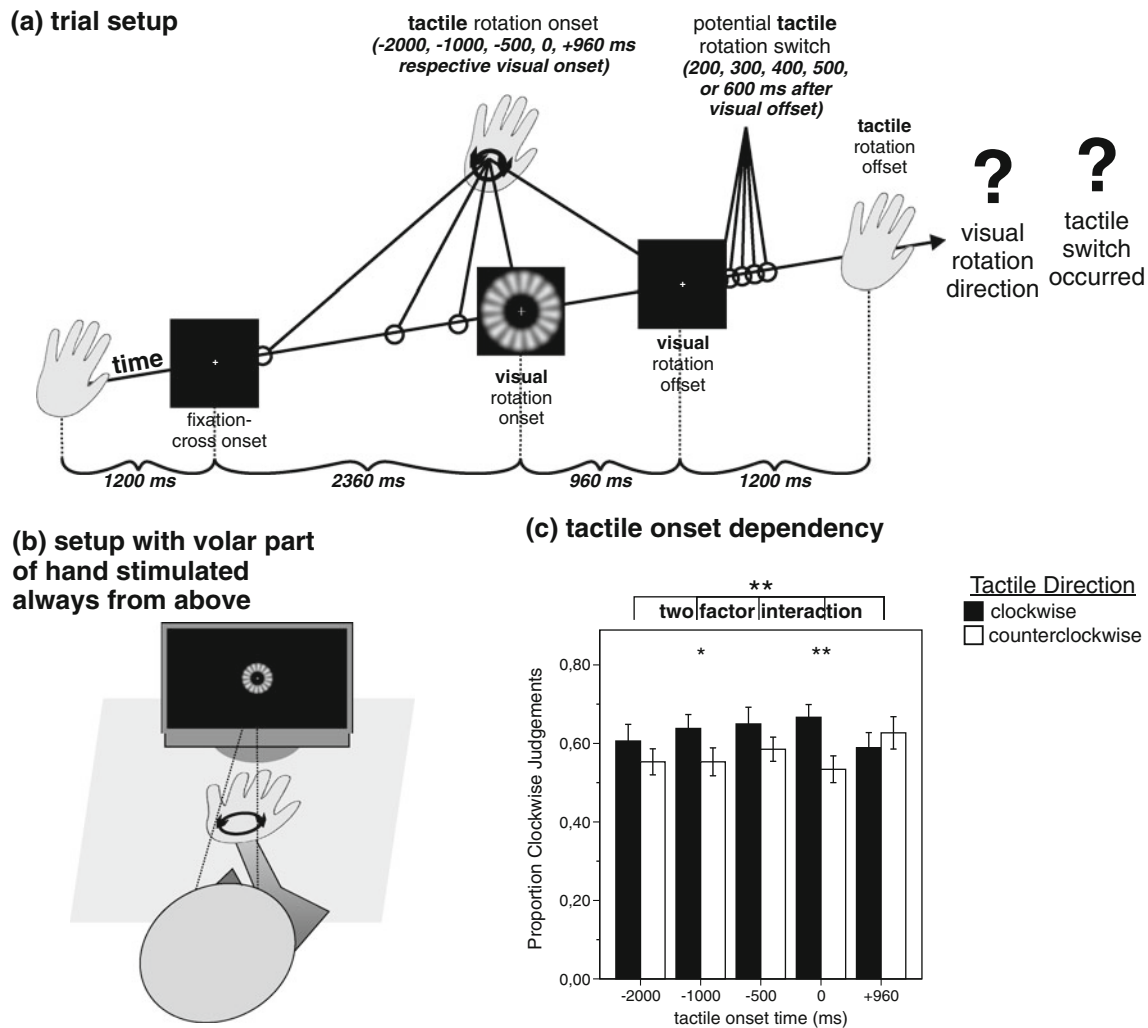 (a) trial setup
tactile rotation onset
(-2000, -1000, -500, 0, +960 ms
respective visual onset)
potential tactile
rotation switch
(200, 300, 400, 500,
or 600 ms after
visual offset)
tactile
rotation
offset
?
visual
rotation
direction
?
tactile
switch
occurred
time
fixation-
cross onset
visual
rotation
onset
visual
rotation
offset
1200 ms
2360 ms
960 ms
1200 ms
(b) setup with volar part
of hand stimulated
always from above
(c) tactile onset dependency
**
two factor interaction
*
**
Tactile Direction
clockwise
counterclockwise
Proportion Clockwise Judgements
0,80
0,60
0,40
0,20
0,00
-2000
-1000
-500
0
+960
tactile onset time (ms)